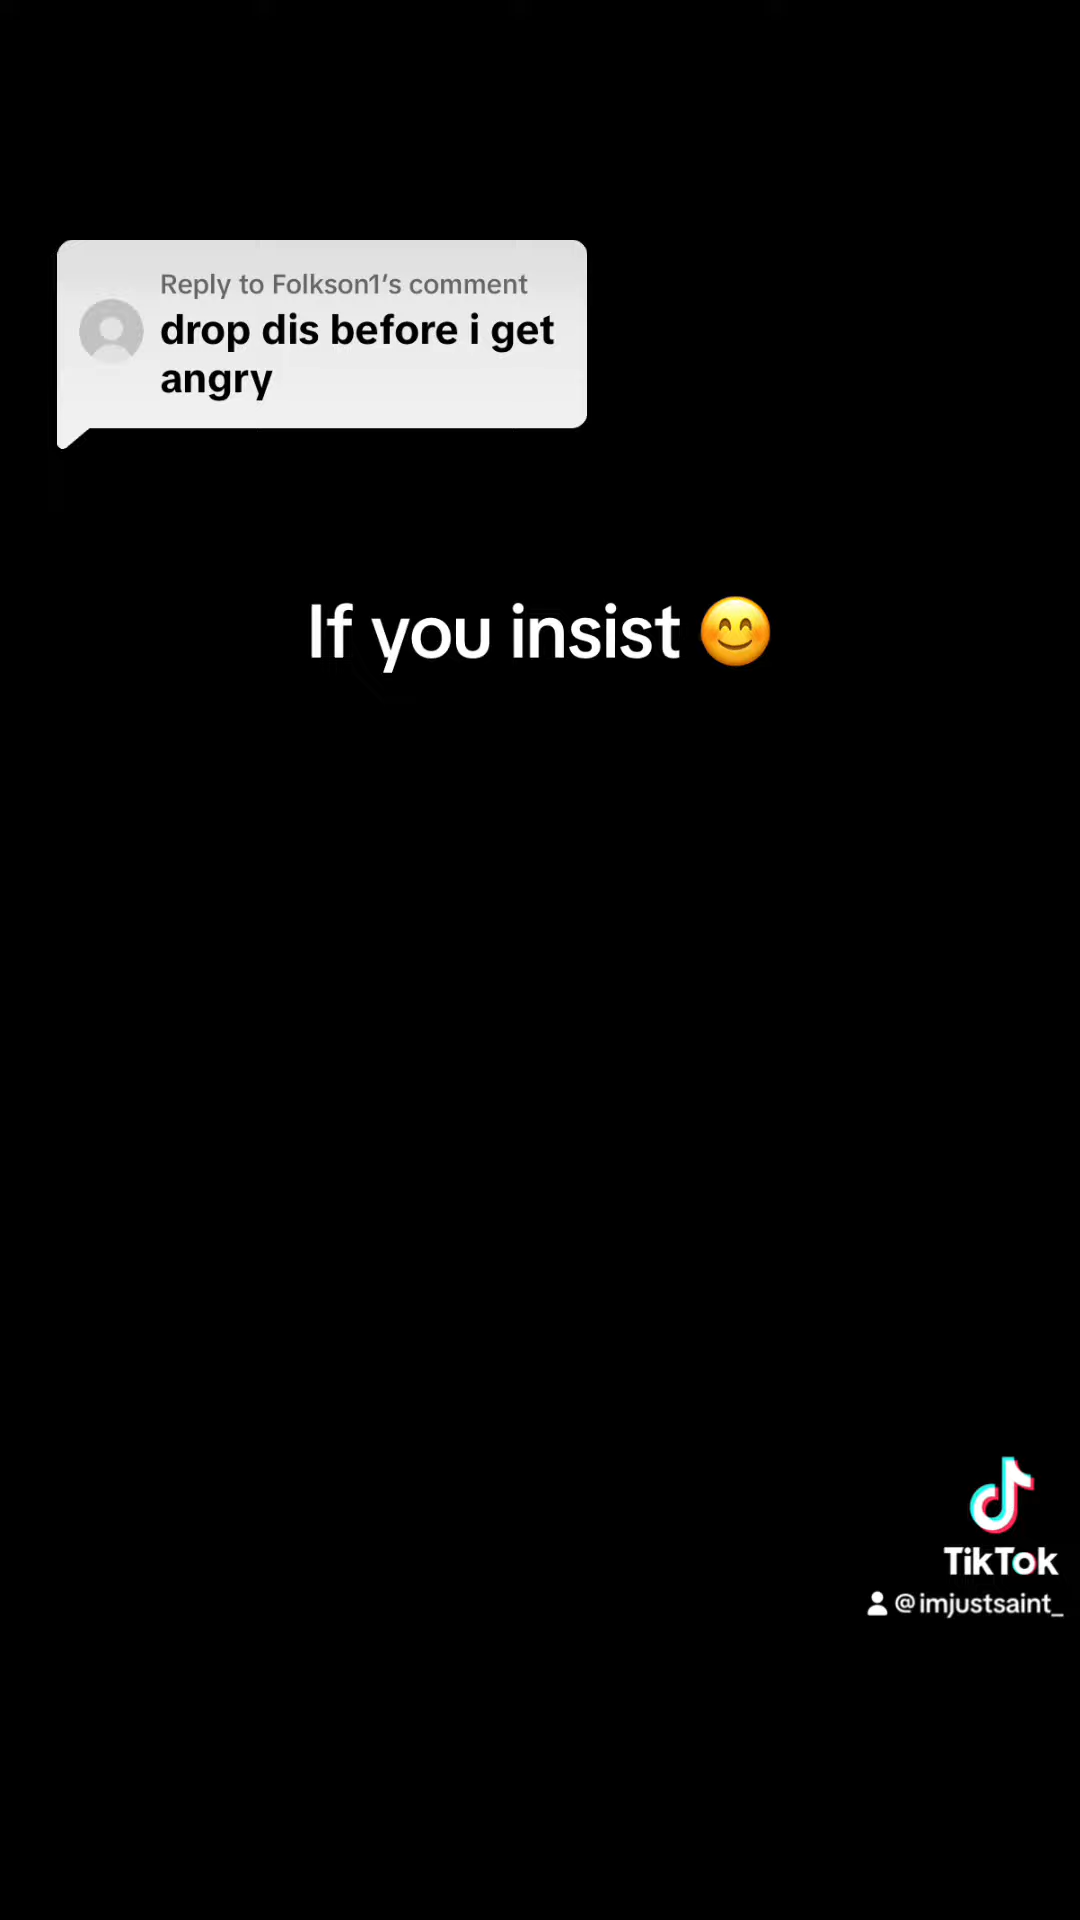 Reply to Folkson1's comment
drop dis before i get
angry
If you insist 😊
TikTok
@imjustsaint_